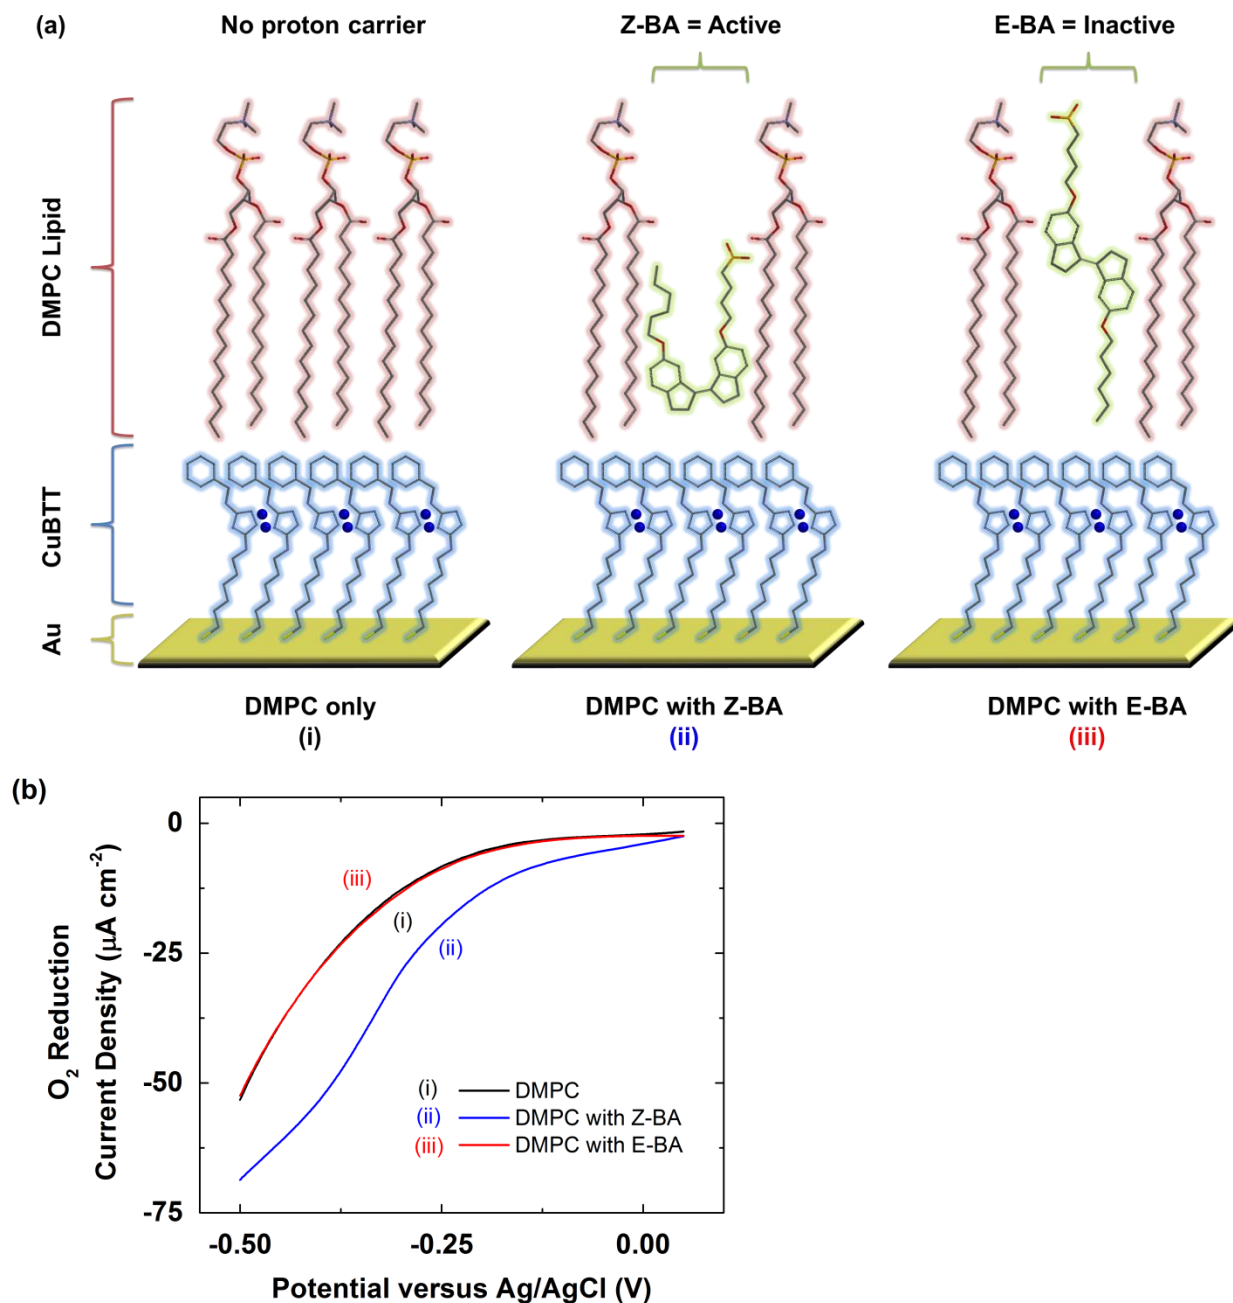 (a)
No proton carrier
Z-BA = Active
E-BA = Inactive
DMPC Lipid
CuBTT
Au
DMPC only
(i)
DMPC with Z-BA
(ii)
DMPC with E-BA
(iii)
(b)
O2 Reduction
Current Density (μA cm-2)
0
-25
-50
-75
(iii)
(i)
(ii)
(i) DMPC
(ii) DMPC with Z-BA
(iii) DMPC with E-BA
-0.50 -0.25 0.00
Potential versus Ag/AgCl (V)